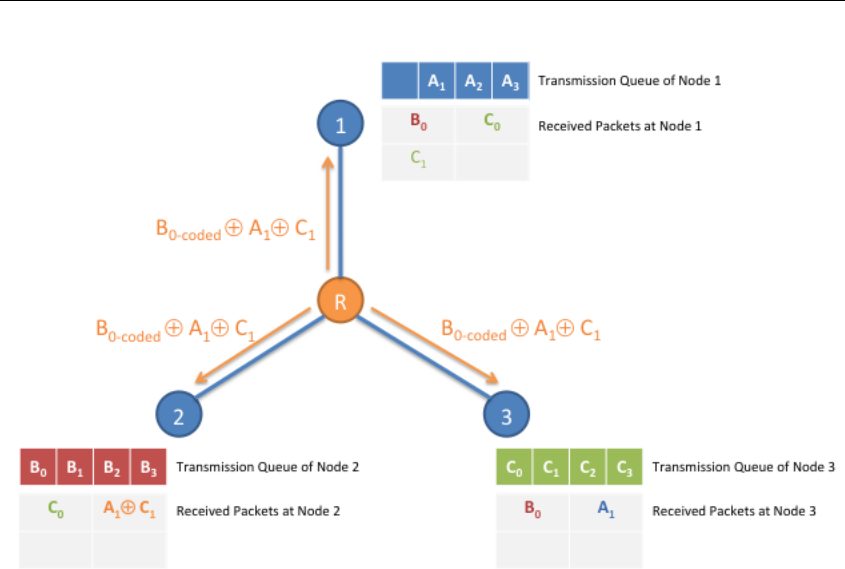 A₁ A₂ A₃ Transmission Queue of Node 1
B₀ C₀ Received Packets at Node 1
C₁
1
B₀₋coded ⊕ A₁⊕ C₁
R
B₀₋coded ⊕ A₁⊕ C₁
B₀₋coded ⊕ A₁⊕ C₁
2
3
B₀ B₁ B₂ B₃ Transmission Queue of Node 2
C₀ A₁⊕ C₁ Received Packets at Node 2
C₀ C₁ C₂ C₃ Transmission Queue of Node 3
B₀ A₁ Received Packets at Node 3